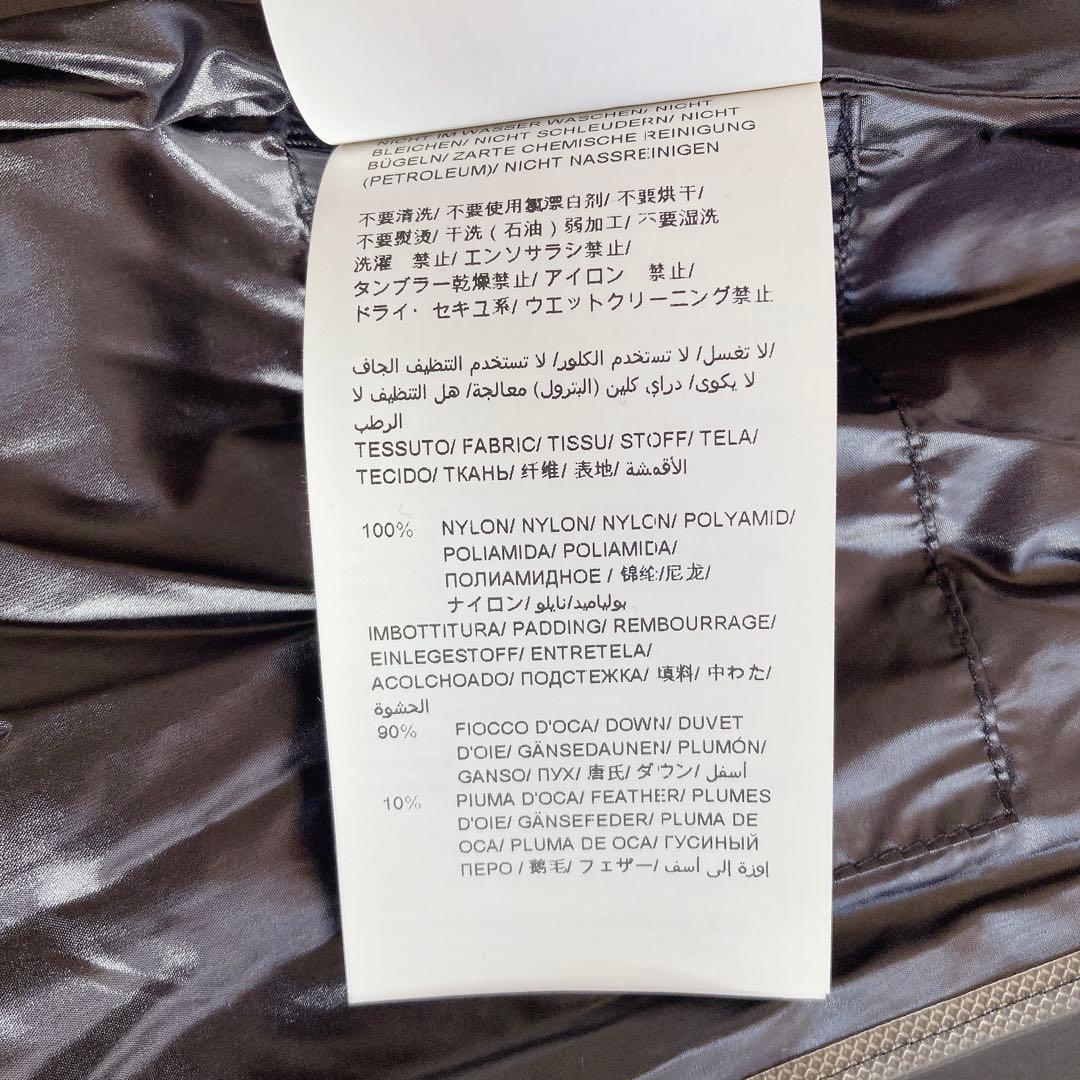 NICHT IM WASSER WASCHEN/ NICHT
BLEICHEN/ NICHT SCHLEUDERN/ NICHT
BÜGELN/ ZARTE CHEMISCHE REINIGUNG
(PETROLEUM)/ NICHT NASSREINIGEN
不要清洗/ 不要使用氯漂白剂/ 不要烘干/
不要熨烫/ 干洗（石油）弱加工/ 不要湿洗
洗濯　禁止/ エンソサラシ禁止/
タンブラー乾燥禁止/ アイロン　禁止/
ドライ・セキユ系/ ウエットクリーニング禁止
لا تغسل/ لا تستخدم الكلور/ لا تستخدم التنظيف الجاف/
لا يكوى/ دراي كلين (البترول) معالجة/ هل التنظيف لا
الرطب
TESSUTO/ FABRIC/ TISSU/ STOFF/ TELA/
TECIDO/ ТКАНЬ/ 纤维/ 表地/ الأقمشة
100% NYLON/ NYLON/ NYLON/ POLYAMID/
POLIAMIDA/ POLIAMIDA/
ПОЛИАМИДНОЕ / 锦纶/尼龙/
ナイロン/ بولياميد/نايلو
IMBOTTITURA/ PADDING/ REMBOURRAGE/
EINLEGESTOFF/ ENTRETELA/
ACOLCHOADO/ ПОДСТЕЖКА/ 填料/ 中わた/
الحشوة
90% FIOCCO D'OCA/ DOWN/ DUVET
D'OIE/ GÄNSEDAUNEN/ PLUMÓN/
GANSO/ ПУХ/ 唐氏/ ダウン/ أسفل
10% PIUMA D'OCA/ FEATHER/ PLUMES
D'OIE/ GÄNSEFEDER/ PLUMA DE
OCA/ PLUMA DE OCA/ ГУСИНЫЙ
ПЕРО / 鹅毛/ フェザー/ إوزة إلى أسف